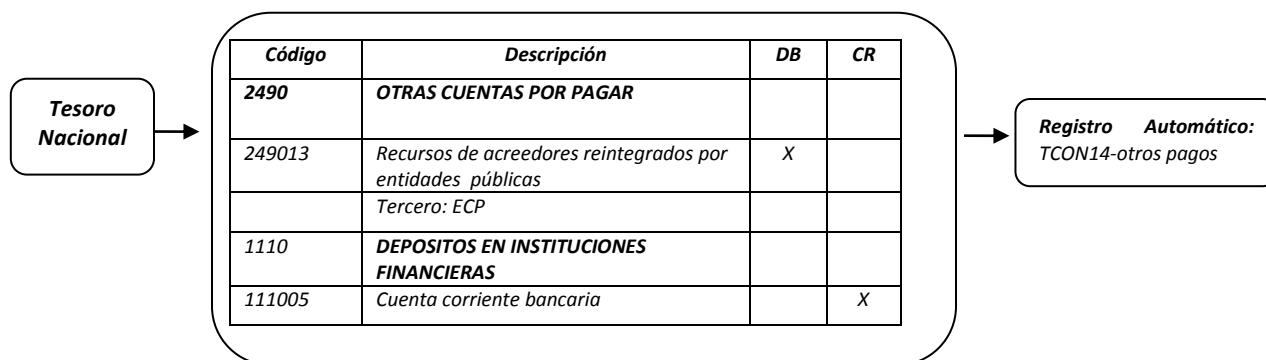 Tesoro
Nacional
Código Descripción DB CR
2490 OTRAS CUENTAS POR PAGAR
249013 Recursos de acreedores reintegrados por
entidades públicas X
Tercero: ECP
1110 DEPOSITOS EN INSTITUCIONES
FINANCIERAS
111005 Cuenta corriente bancaria X
Registro Automático:
TCON14-otros pagos